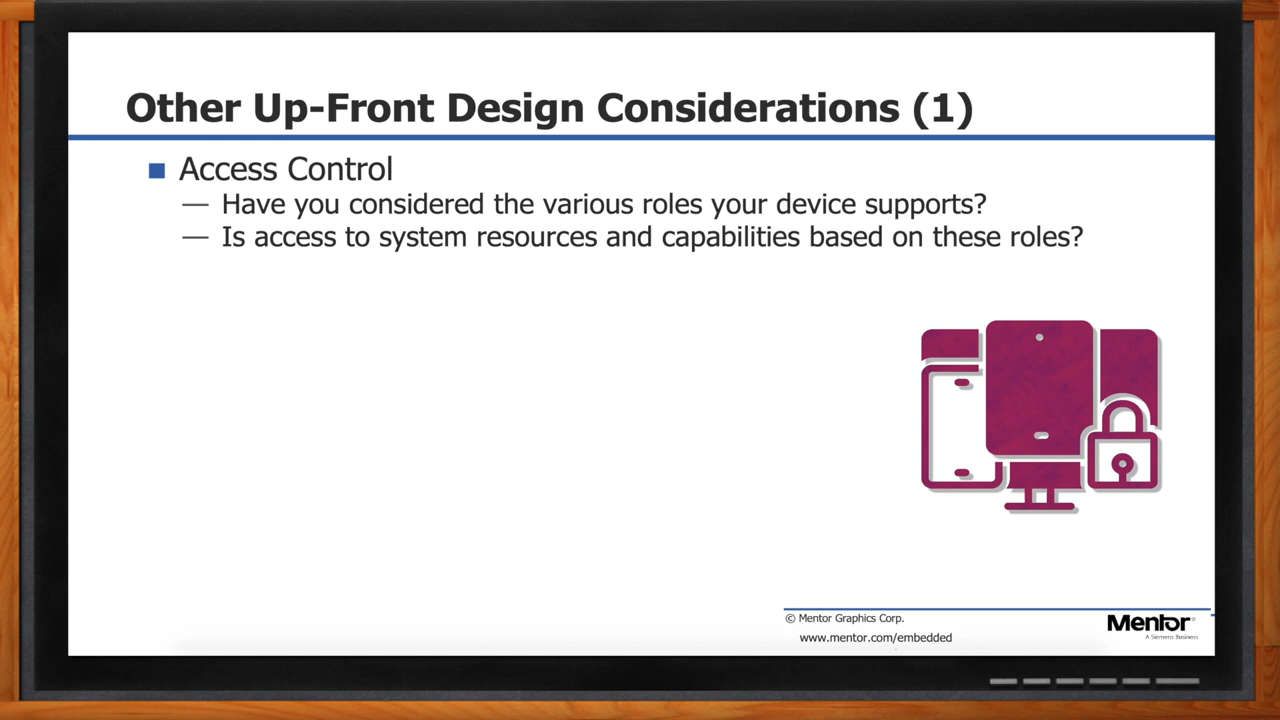 Other Up-Front Design Considerations (1)
Access Control
— Have you considered the various roles your device supports?
— Is access to system resources and capabilities based on these roles?
© Mentor Graphics Corp.
www.mentor.com/embedded
Mentor®
A Siemens Business